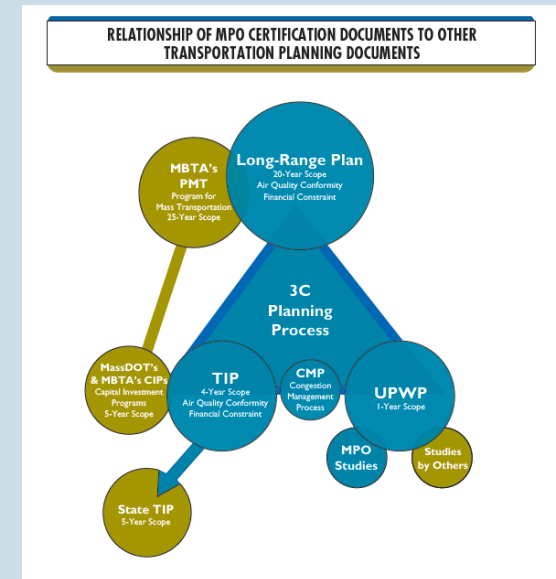 RELATIONSHIP OF MPO CERTIFICATION DOCUMENTS TO OTHER
TRANSPORTATION PLANNING DOCUMENTS
MBTA's
PMT
Program for
Mass Transportation
25-Year Scope
Long-Range Plan
20-Year Scope
Air Quality Conformity
Financial Constraint
3C
Planning
Process
MassDOT's
& MBTA's CIPs
Capital Investment
Programs
5-Year Scope
TIP
4-Year Scope
Air Quality Conformity
Financial Constraint
CMP
Congestion
Management
Process
UPWP
1-Year Scope
MPO
Studies
Studies
by Others
State TIP
5-Year Scope